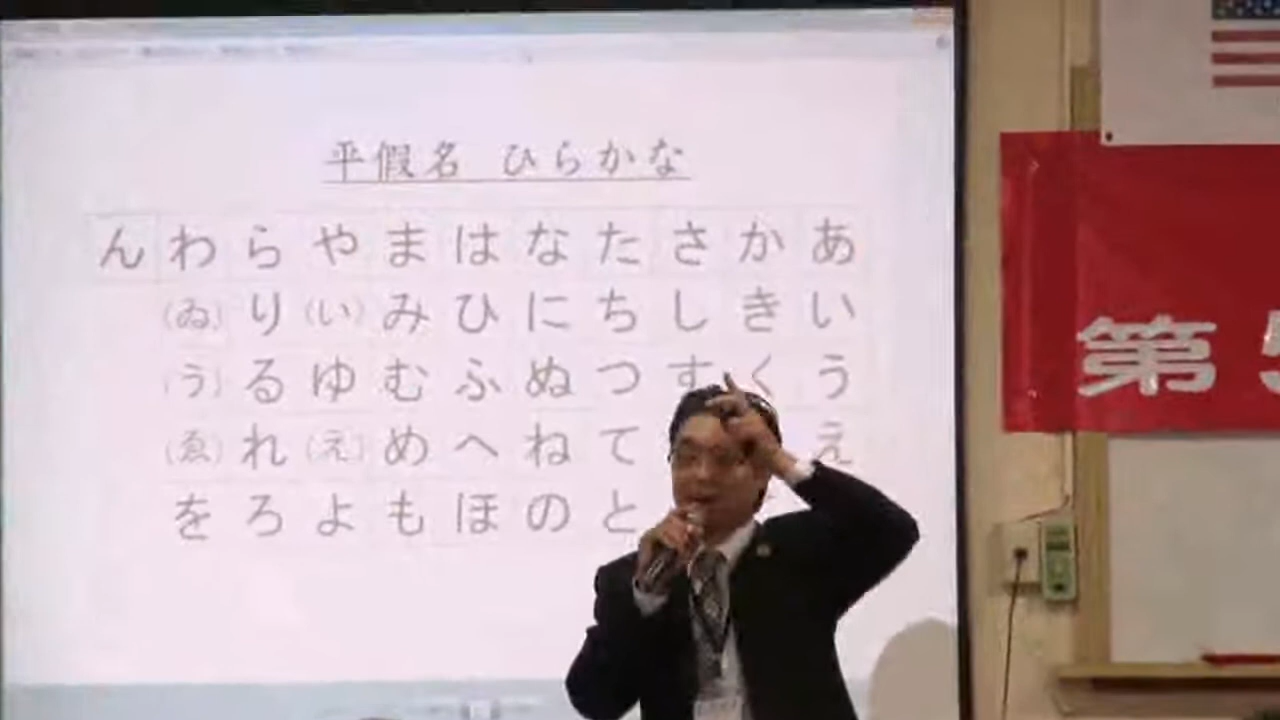 平假名 ひらかな
ん わ ら や ま は な た さ か あ
(ゐ) り (い) み ひ に ち し き い
(う) る ゆ む ふ ぬ つ す く う
(ゑ) れ (え) め へ ね て え
を ろ よ も ほ の と
第